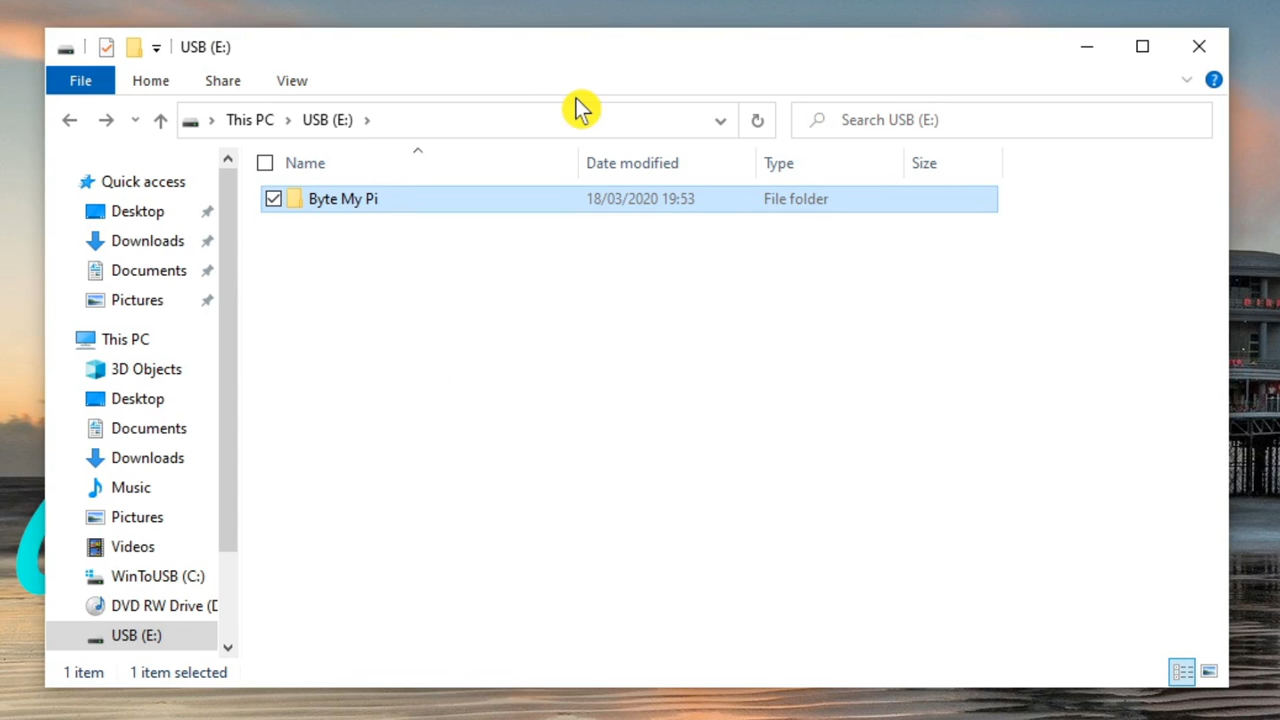 USB (E:)
File Home Share View
This PC USB (E:) Search USB (E:)
Name Date modified Type Size
Byte My Pi 18/03/2020 19:53 File folder
Quick access
Desktop
Downloads
Documents
Pictures
This PC
3D Objects
Desktop
Documents
Downloads
Music
Pictures
Videos
WinToUSB (C:)
DVD RW Drive (D
USB (E:)
1 item 1 item selected